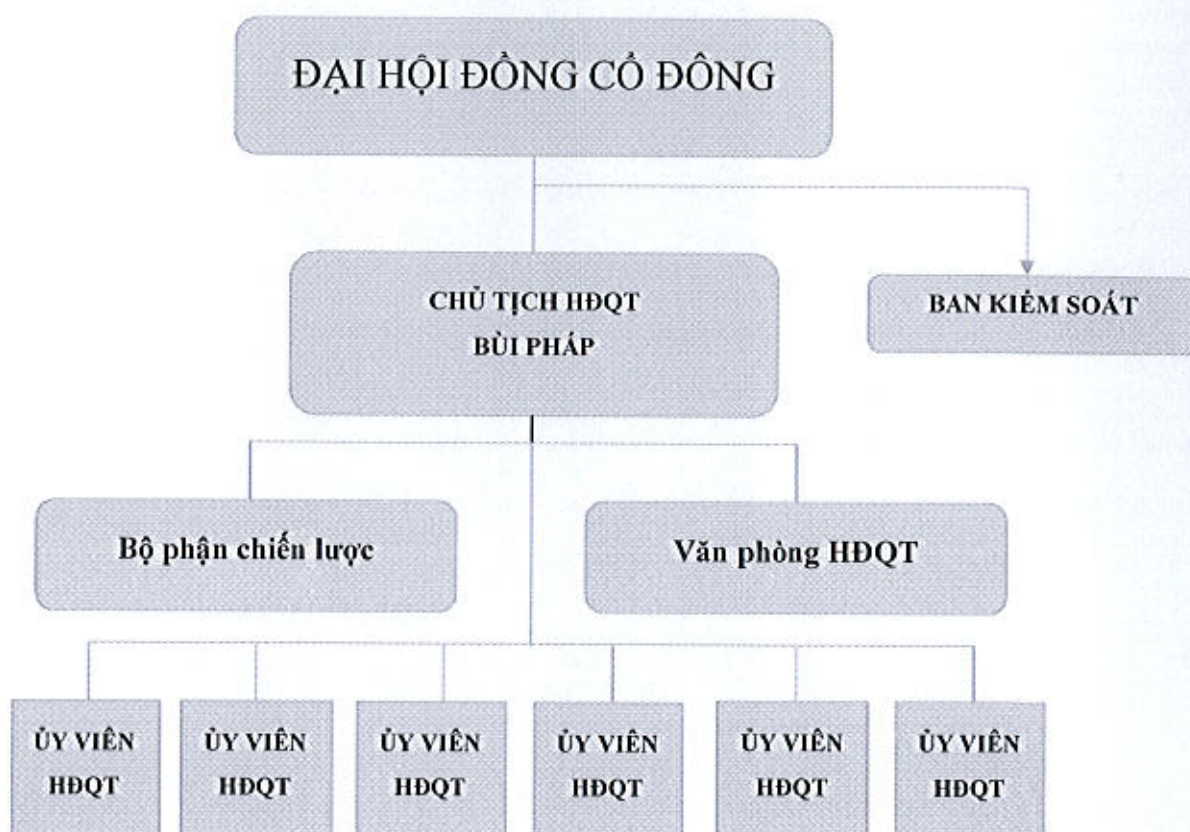 ĐẠI HỘI ĐỒNG CỔ ĐÔNG
CHỦ TỊCH HĐQT
BÙI PHÁP
BAN KIỂM SOÁT
Bộ phận chiến lược
Văn phòng HĐQT
ỦY VIÊN
HĐQT
ỦY VIÊN
HĐQT
ỦY VIÊN
HĐQT
ỦY VIÊN
HĐQT
ỦY VIÊN
HĐQT
ỦY VIÊN
HĐQT